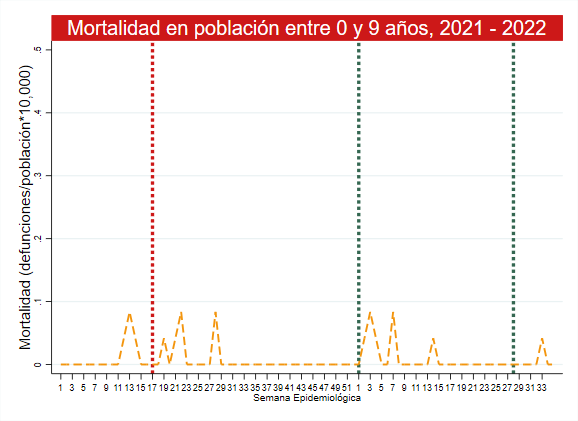 Mortalidad en población entre 0 y 9 años, 2021 - 2022
Mortalidad (defunciones/población*10,000)
.5
.4
.3
.2
.1
0
1 3 5 7 9 11 13 15 17 19 21 23 25 27 29 31 33 35 37 39 41 43 45 47 49 51 1 3 5 7 9 11 13 15 17 19 21 23 25 27 29 31 33
Semana Epidemiológica